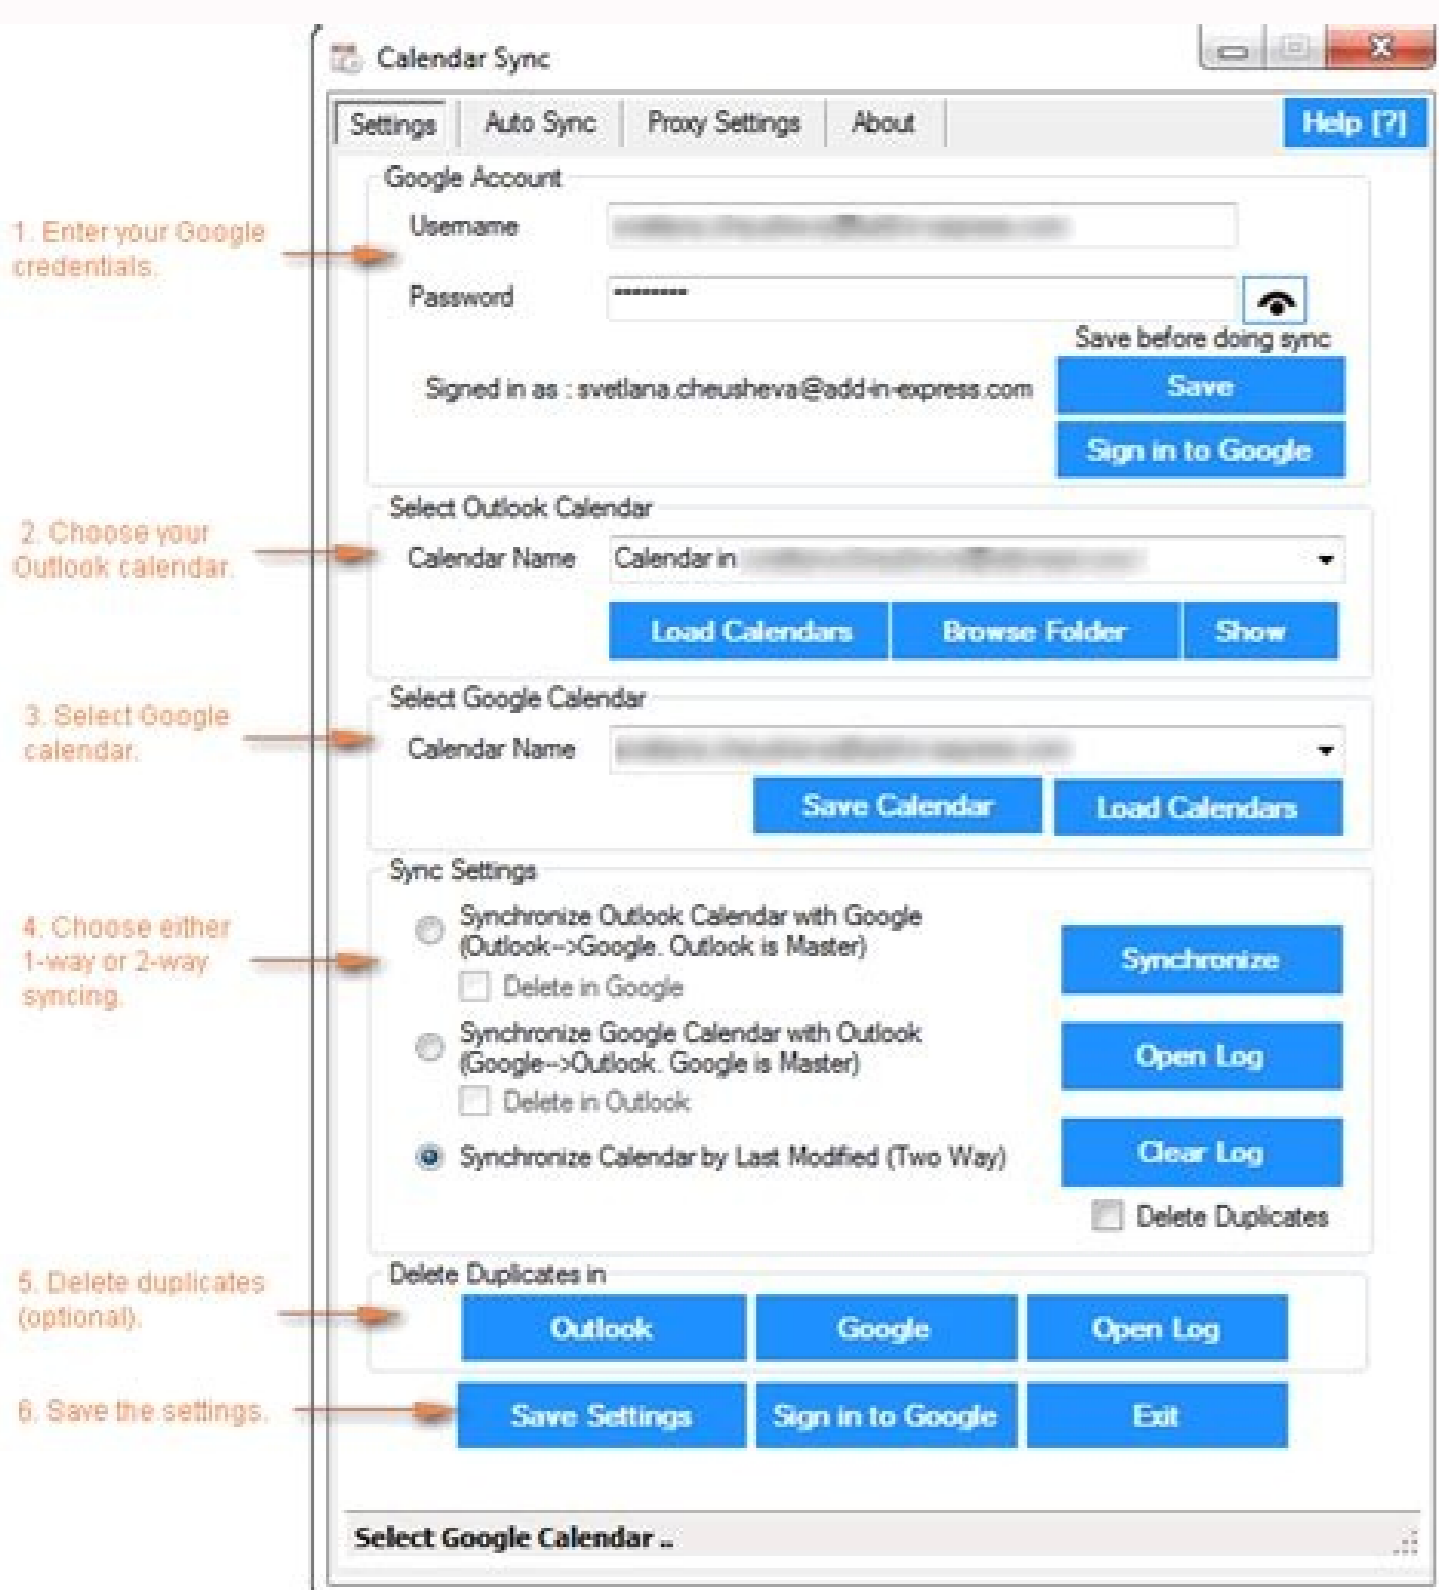 Calendar Sync
Settings
Auto Sync
Proxy Settings
About
Help [?]
Google Account
1. Enter your Google
credentials.
Username
Password
*********
Save before doing sync
Signed in as : svetlana.cheusheva@add-in-express.com
Save
Sign in to Google
2. Choose your
Outlook calendar.
Select Outlook Calendar
Calendar Name
Calendar in
Load Calendars
Browse Folder
Show
3. Select Google
calendar.
Select Google Calendar
Calendar Name
Save Calendar
Load Calendars
4. Choose either
1-way or 2-way
syncing.
Sync Settings
Synchronize Outlook Calendar with Google
(Outlook-->Google. Outlook is Master)
Delete in Google
Synchronize Google Calendar with Outlook
(Google-->Outlook. Google is Master)
Delete in Outlook
Synchronize Calendar by Last Modified (Two Way)
Synchronize
Open Log
Clear Log
Delete Duplicates
5. Delete duplicates
(optional).
Delete Duplicates in
Outlook
Google
Open Log
6. Save the settings.
Save Settings
Sign in to Google
Exit
Select Google Calendar ..